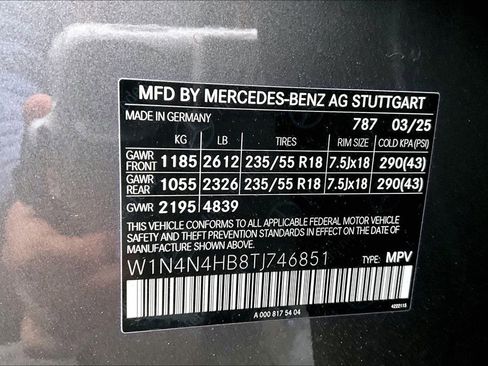 MFD BY MERCEDES-BENZ AG STUTTGART
MADE IN GERMANY 787 03/25
KG LB TIRES RIM SIZE COLD KPA(PSI)
GAWR FRONT 1185 2612 235/55 R18 7.5Jx18 290(43)
GAWR REAR 1055 2326 235/55 R18 7.5Jx18 290(43)
GVWR 2195 4839
THIS VEHICLE CONFORMS TO ALL APPLICABLE FEDERAL MOTOR VEHICLE
SAFETY AND THEFT PREVENTION STANDARDS IN EFFECT ON THE DATE OF
MANUFACTURE SHOWN ABOVE.
W1N4N4HB8TJ746851 TYPE: MPV
A 000 817 54 04 4222113